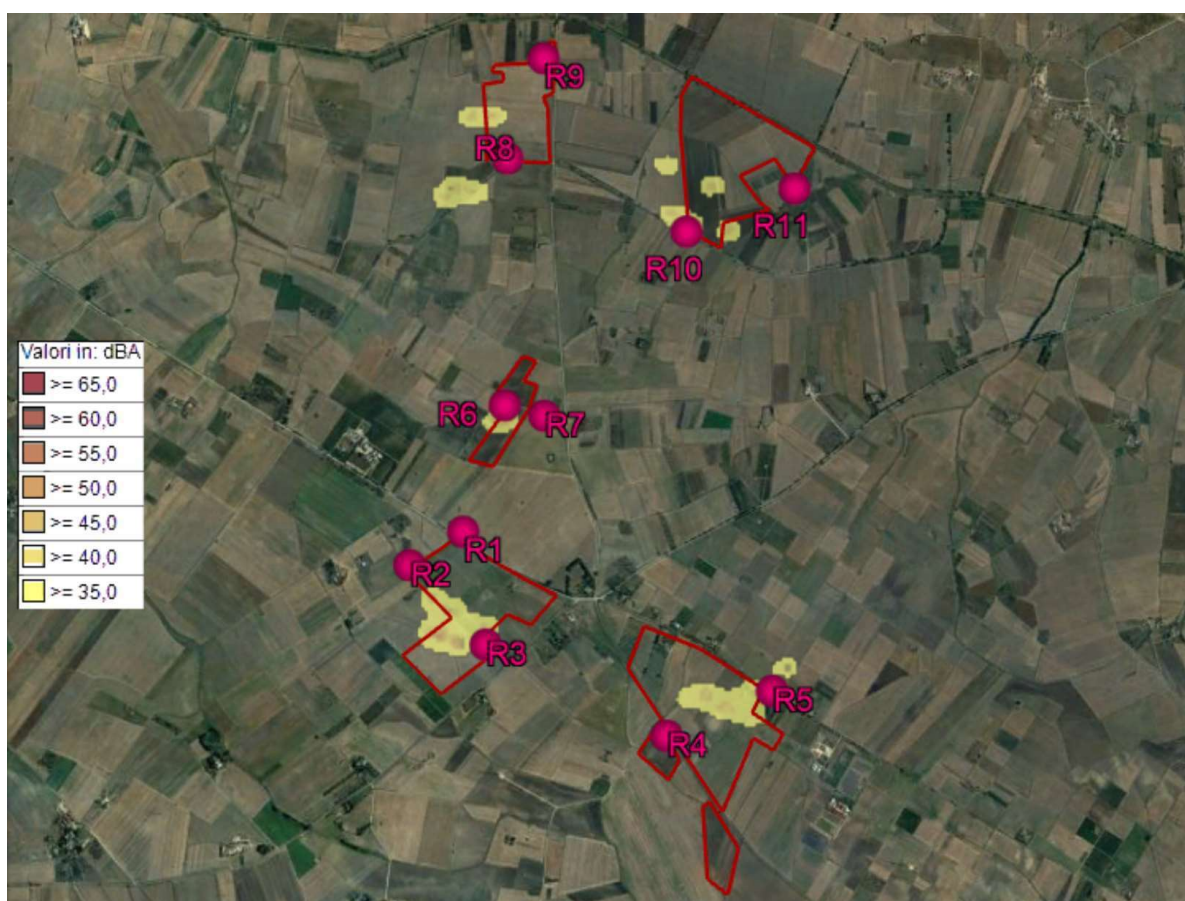 R9
R8
R11
R10
Valori in: dBA
>= 65,0
>= 60,0
>= 55,0
>= 50,0
>= 45,0
>= 40,0
>= 35,0
R6
R7
R1
R2
R3
R5
R4